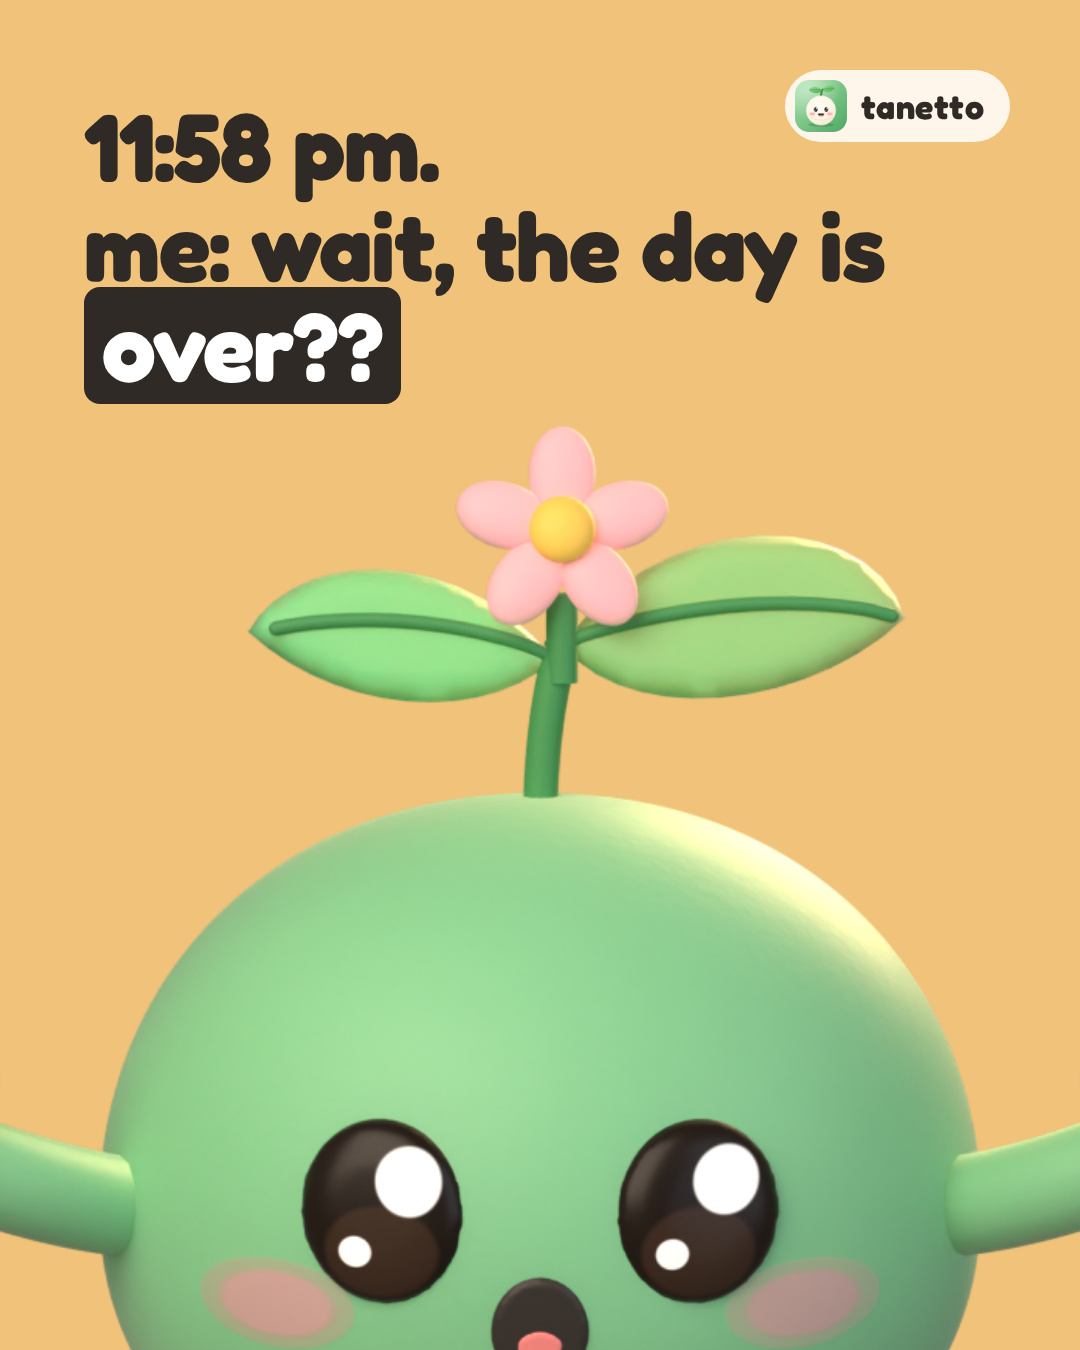 tanetto
11:58 pm.
me: wait, the day is
over??